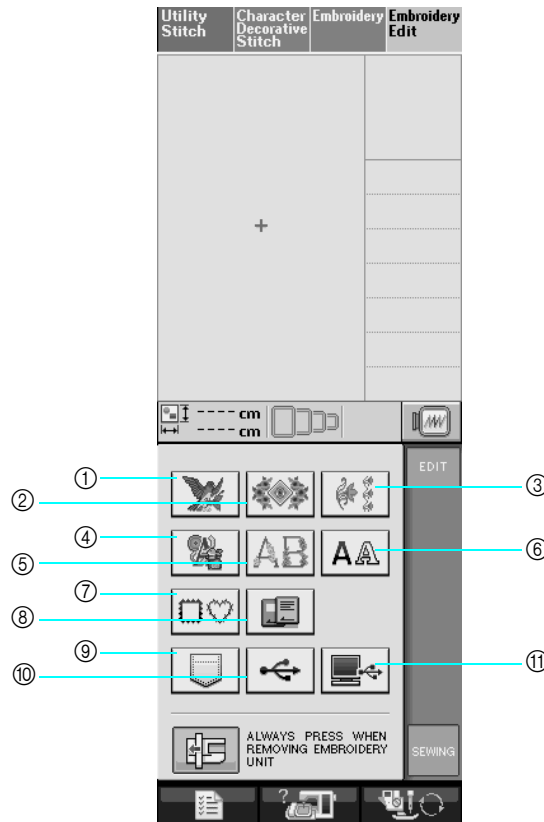 Utility Stitch
Character Decorative Stitch
Embroidery
Embroidery Edit
---- cm
---- cm
EDIT
①
②
③
④
⑤
AB
AA
⑥
⑦
⑧
⑨
⑩
⑪
ALWAYS PRESS WHEN
REMOVING EMBROIDERY
UNIT
SEWING
?